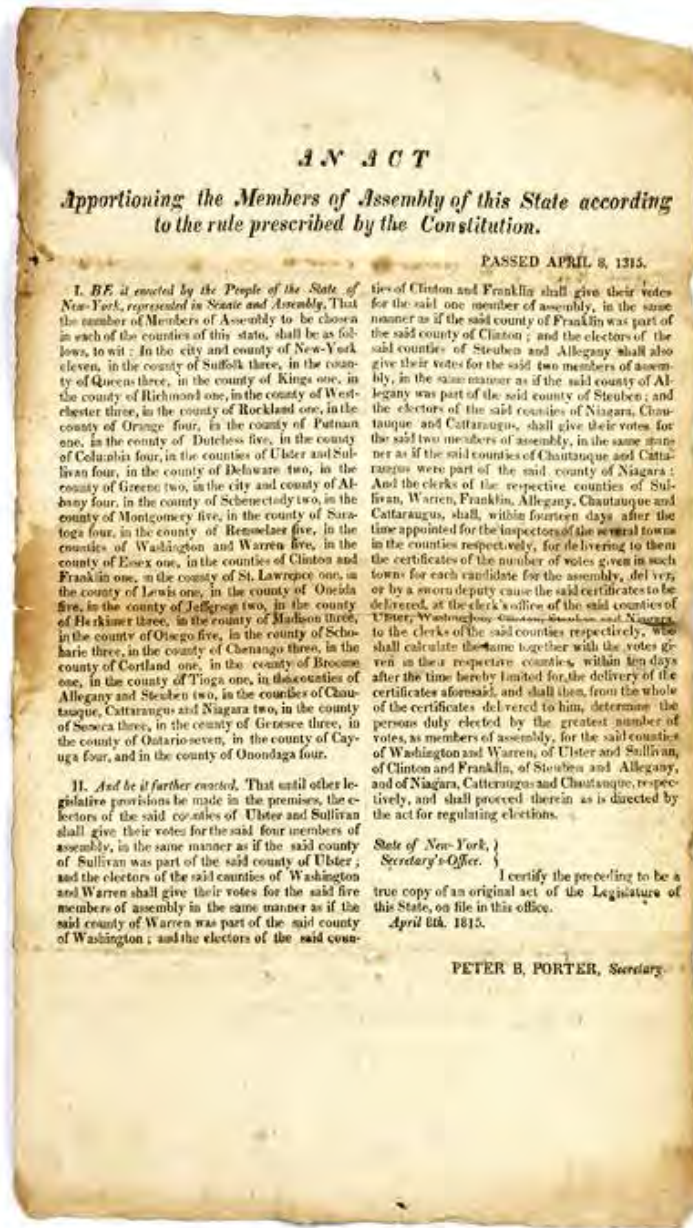 AN ACT
Apportioning the Members of Assembly of this State according
to the rule prescribed by the Constitution.
PASSED APRIL 8, 1315.
I. BE it enacted by the People of the State of
New-York, represented in Senate and Assembly, That
the number of Members of Assembly to be chosen
in each of the counties of this state, shall be as fol-
lows, to wit : In the city and county of New-York
eleven, in the county of Suffolk three, in the coun-
ty of Queens three, in the county of Kings one, in
the county of Richmond one, in the county of West-
chester three, in the county of Rockland one, in the
county of Orange four, in the county of Putnam
one, in the county of Dutchess five, in the county
of Columbia four, in the counties of Ulster and Sul-
livan four, in the county of Delaware two, in the
county of Greene two, in the city and county of Al-
bany four, in the county of Schenectady two, in the
county of Montgomery five, in the county of Sara-
toga four, in the county of Rensselaer five, in the
counties of Washington and Warren five, in the
county of Essex one, in the counties of Clinton and
Franklin one, in the county of St. Lawrence one, in
the county of Lewis one, in the county of Oneida
five, in the county of Jefferson two, in the county
of Herkimer three, in the county of Madison three,
in the county of Otsego five, in the county of Scho-
harie three, in the county of Chenango three, in the
county of Cortland one, in the county of Broome
one, in the county of Tioga one, in the counties of
Allegany and Steuben two, in the counties of Chau-
tauque, Cattaraugus and Niagara two, in the county
of Seneca three, in the county of Genesee three, in
the county of Ontario seven, in the county of Cay-
uga four, and in the county of Onondaga four.
II. And be it further enacted, That until other le-
gislative provisions be made in the premises, the e-
lectors of the said counties of Ulster and Sullivan
shall give their votes for the said four members of
assembly, in the same manner as if the said county
of Sullivan was part of the said county of Ulster ;
and the electors of the said counties of Washington
and Warren shall give their votes for the said five
members of assembly in the same manner as if the
said county of Warren was part of the said county
of Washington ; and the electors of the said coun-
ties of Clinton and Franklin shall give their votes
for the said one member of assembly, in the same
manner as if the said county of Franklin was part of
the said county of Clinton ; and the electors of the
said counties of Steuben and Allegany shall also
give their votes for the said two members of assem-
bly, in the same manner as if the said county of Al-
legany was part of the said county of Steuben ; and
the electors of the said counties of Niagara, Chau-
tauque and Cattaraugus, shall give their votes for
the said two members of assembly, in the same man-
ner as if the said counties of Chautauque and Catta-
raugus were part of the said county of Niagara :
And the clerks of the respective counties of Sul-
livan, Warren, Franklin, Allegany, Chautauque and
Cattaraugus, shall, within fourteen days after the
time appointed for the inspectors of the several towns
in the counties respectively, for delivering to them
the certificates of the number of votes given in such
towns for each candidate for the assembly, deliver,
or by a sworn deputy cause the said certificates to be
delivered, at the clerk's office of the said counties of
Ulster, Washington, Clinton, Steuben and Niagara,
to the clerks of the said counties respectively, who
shall calculate the same together with the votes gi-
ven in their respective counties, within ten days
after the time hereby limited for the delivery of the
certificates aforesaid, and shall then, from the whole
of the certificates delivered to him, determine the
persons duly elected by the greatest number of
votes, as members of assembly, for the said counties
of Washington and Warren, of Ulster and Sullivan,
of Clinton and Franklin, of Steuben and Allegany,
and of Niagara, Catteraugus and Chautauque, respec-
tively, and shall proceed therein as is directed by
the act for regulating elections.
State of New-York, }
Secretary's-Office. }
I certify the preceding to be a
true copy of an original act of the Legislature of
this State, on file in this office.
April 8th. 1815.
PETER B. PORTER, Secretary.